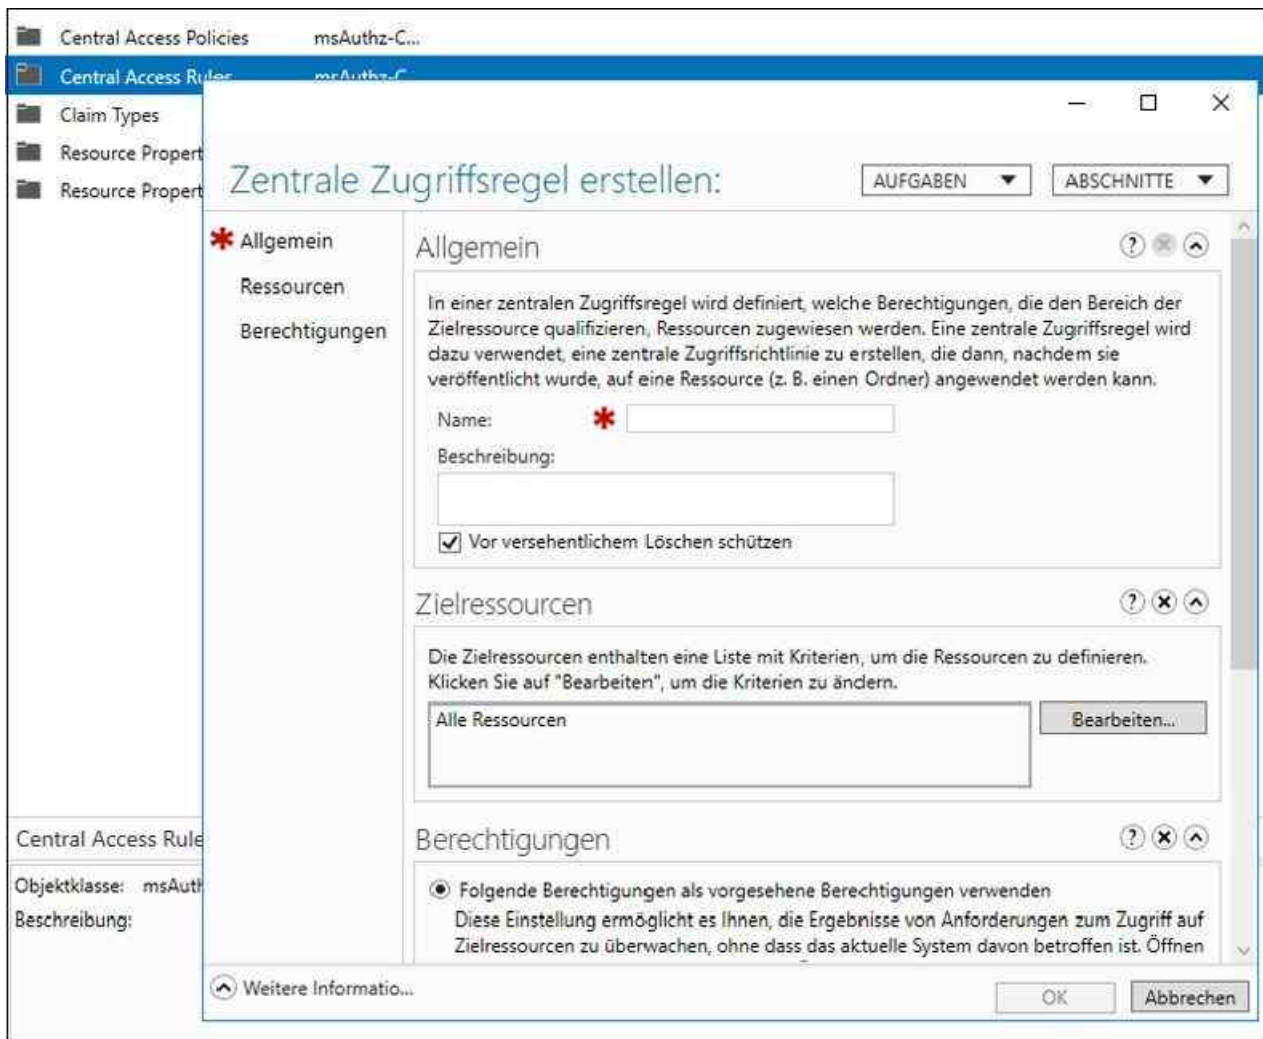 Central Access Policies msAuthz-C...
Central Access Rules msAuthz-C
Claim Types
Resource Propert
Resource Propert
Zentrale Zugriffsregel erstellen:
AUFGABEN
ABSCHNITTE
Allgemein
Ressourcen
Berechtigungen
Allgemein
In einer zentralen Zugriffsregel wird definiert, welche Berechtigungen, die den Bereich der
Zielressource qualifizieren, Ressourcen zugewiesen werden. Eine zentrale Zugriffsregel wird
dazu verwendet, eine zentrale Zugriffsrichtlinie zu erstellen, die dann, nachdem sie
veröffentlicht wurde, auf eine Ressource (z. B. einen Ordner) angewendet werden kann.
Name:
Beschreibung:
Vor versehentlichem Löschen schützen
Zielressourcen
Die Zielressourcen enthalten eine Liste mit Kriterien, um die Ressourcen zu definieren.
Klicken Sie auf "Bearbeiten", um die Kriterien zu ändern.
Alle Ressourcen
Bearbeiten...
Berechtigungen
Folgende Berechtigungen als vorgesehene Berechtigungen verwenden
Diese Einstellung ermöglicht es Ihnen, die Ergebnisse von Anforderungen zum Zugriff auf
Zielressourcen zu überwachen, ohne dass das aktuelle System davon betroffen ist. Öffnen
Central Access Rule
Objektklasse: msAuth
Beschreibung:
Weitere Informatio...
OK
Abbrechen